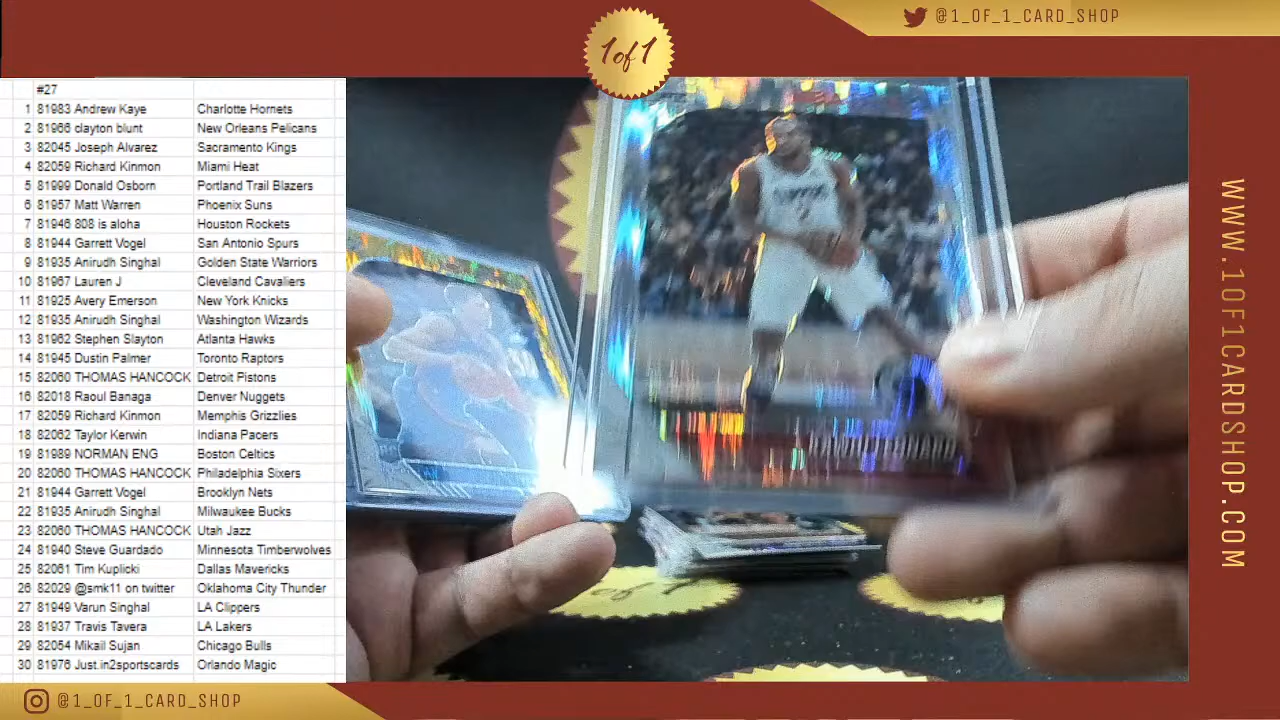 @1_OF_1_CARD_SHOP
1of1
#27
1 81983 Andrew Kaye Charlotte Hornets
2 81966 clayton blunt New Orleans Pelicans
3 82045 Joseph Alvarez Sacramento Kings
4 82059 Richard Kinmon Miami Heat
5 81999 Donald Osborn Portland Trail Blazers
6 81957 Matt Warren Phoenix Suns
7 81946 808 is aloha Houston Rockets
8 81944 Garrett Vogel San Antonio Spurs
9 81935 Anirudh Singhal Golden State Warriors
10 81967 Lauren J Cleveland Cavaliers
11 81925 Avery Emerson New York Knicks
12 81935 Anirudh Singhal Washington Wizards
13 81962 Stephen Slayton Atlanta Hawks
14 81945 Dustin Palmer Toronto Raptors
15 82060 THOMAS HANCOCK Detroit Pistons
16 82018 Raoul Banaga Denver Nuggets
17 82059 Richard Kinmon Memphis Grizzlies
18 82062 Taylor Kerwin Indiana Pacers
19 81989 NORMAN ENG Boston Celtics
20 82060 THOMAS HANCOCK Philadelphia Sixers
21 81944 Garrett Vogel Brooklyn Nets
22 81935 Anirudh Singhal Milwaukee Bucks
23 82060 THOMAS HANCOCK Utah Jazz
24 81940 Steve Guardado Minnesota Timberwolves
25 82061 Tim Kuplicki Dallas Mavericks
26 82029 @smk11 on twitter Oklahoma City Thunder
27 81949 Varun Singhal LA Clippers
28 81937 Travis Tavera LA Lakers
29 82054 Mikail Sujan Chicago Bulls
30 81976 Just.in2sportscards Orlando Magic
WWW.1OF1CARDSHOP.COM
@1_OF_1_CARD_SHOP